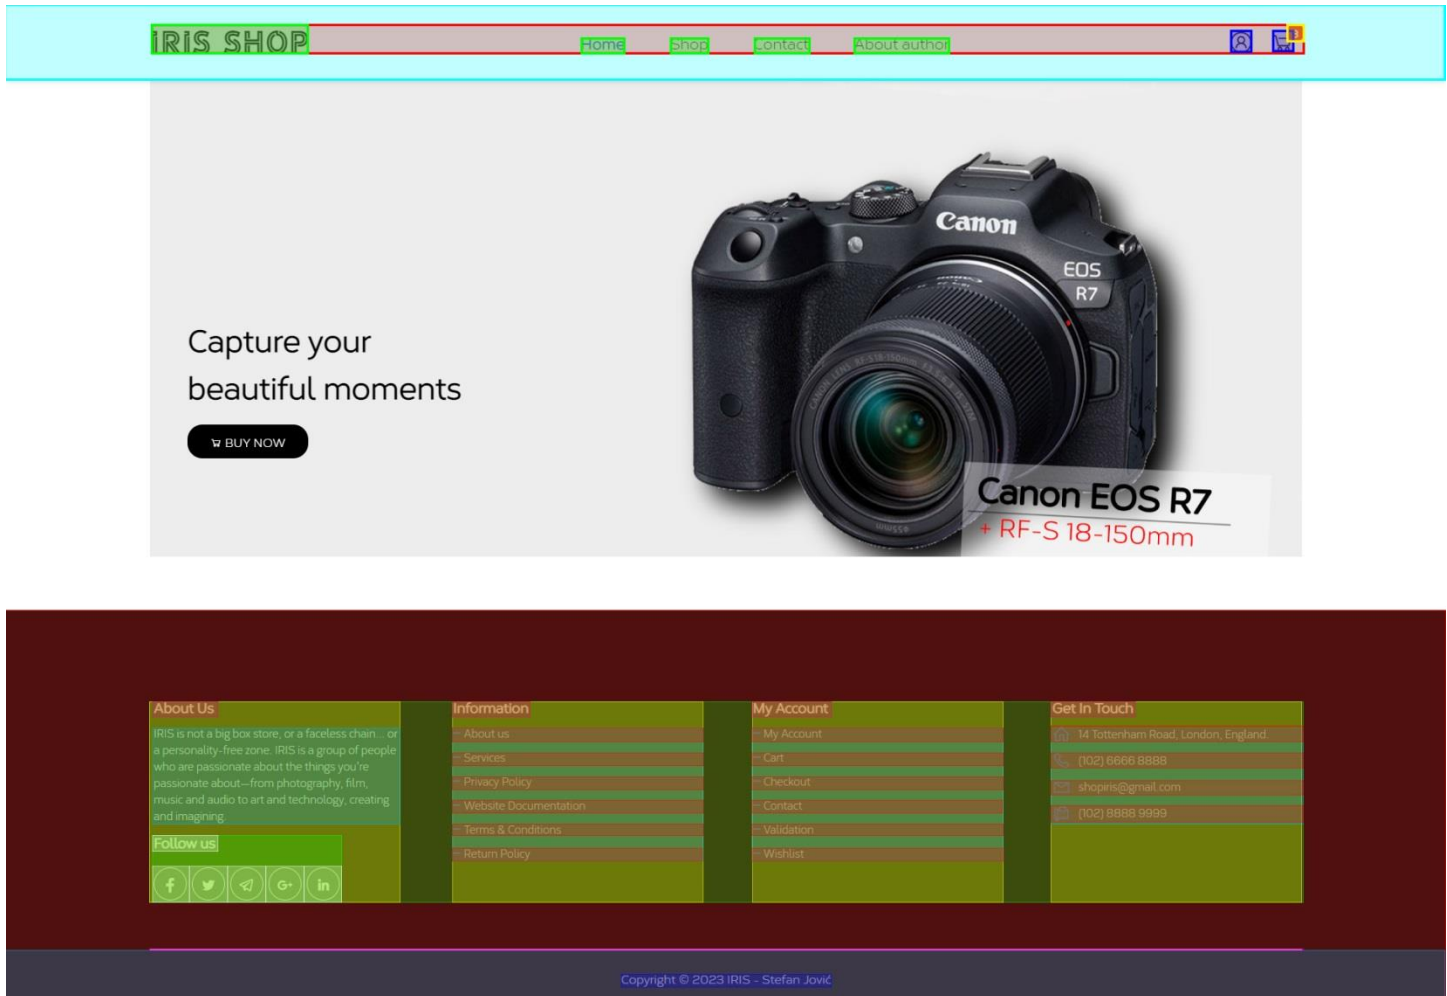 iRiS SHOP
Home
Shop
Contact
About author
Capture your
beautiful moments
BUY NOW
Canon
EOS
R7
Canon EOS R7
+ RF-S 18-150mm
About Us
IRIS is not a big box store, or a faceless chain... or
a personality-free zone. IRIS is a group of people
who are passionate about the things you're
passionate about—from photography, film,
music and audio to art and technology, creating
and imagining.
Follow us
Information
– About us
– Services
– Privacy Policy
– Website Documentation
– Terms & Conditions
– Return Policy
My Account
– My Account
– Cart
– Checkout
– Contact
– Validation
– Wishlist
Get In Touch
14 Tottenham Road, London, England.
(102) 6666 8888
shopiris@gmail.com
(102) 8888 9999
Copyright © 2023 IRIS - Stefan Jović